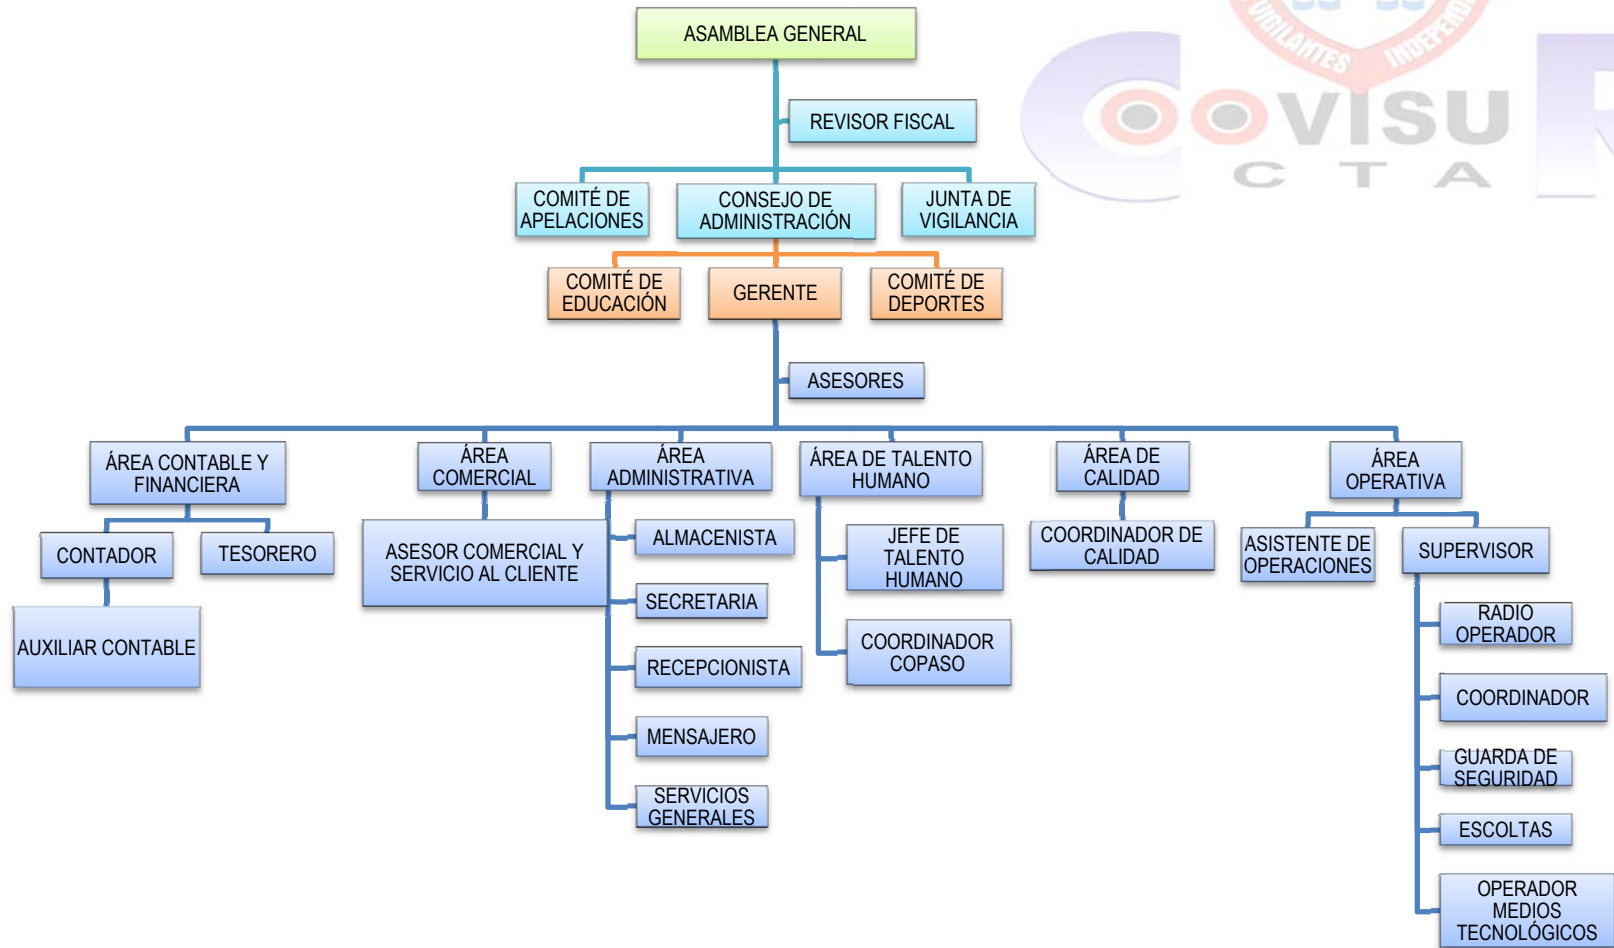 ASAMBLEA GENERAL
VIGILANTES
COOVISU R
CTA
REVISOR FISCAL
COMITÉ DE
APELACIONES
CONSEJO DE
ADMINISTRACIÓN
JUNTA DE
VIGILANCIA
COMITÉ DE
EDUCACIÓN
GERENTE
COMITÉ DE
DEPORTES
ASESORES
ÁREA CONTABLE Y
FINANCIERA
ÁREA
COMERCIAL
ÁREA
ADMINISTRATIVA
ÁREA DE TALENTO
HUMANO
ÁREA DE
CALIDAD
ÁREA
OPERATIVA
CONTADOR
TESORERO
AUXILIAR CONTABLE
ASESOR COMERCIAL Y
SERVICIO AL CLIENTE
ALMACENISTA
SECRETARIA
RECEPCIONISTA
MENSAJERO
SERVICIOS
GENERALES
JEFE DE
TALENTO
HUMANO
COORDINADOR
COPASO
COORDINADOR DE
CALIDAD
ASISTENTE DE
OPERACIONES
SUPERVISOR
RADIO
OPERADOR
COORDINADOR
GUARDA DE
SEGURIDAD
ESCOLTAS
OPERADOR
MEDIOS
TECNOLÓGICOS